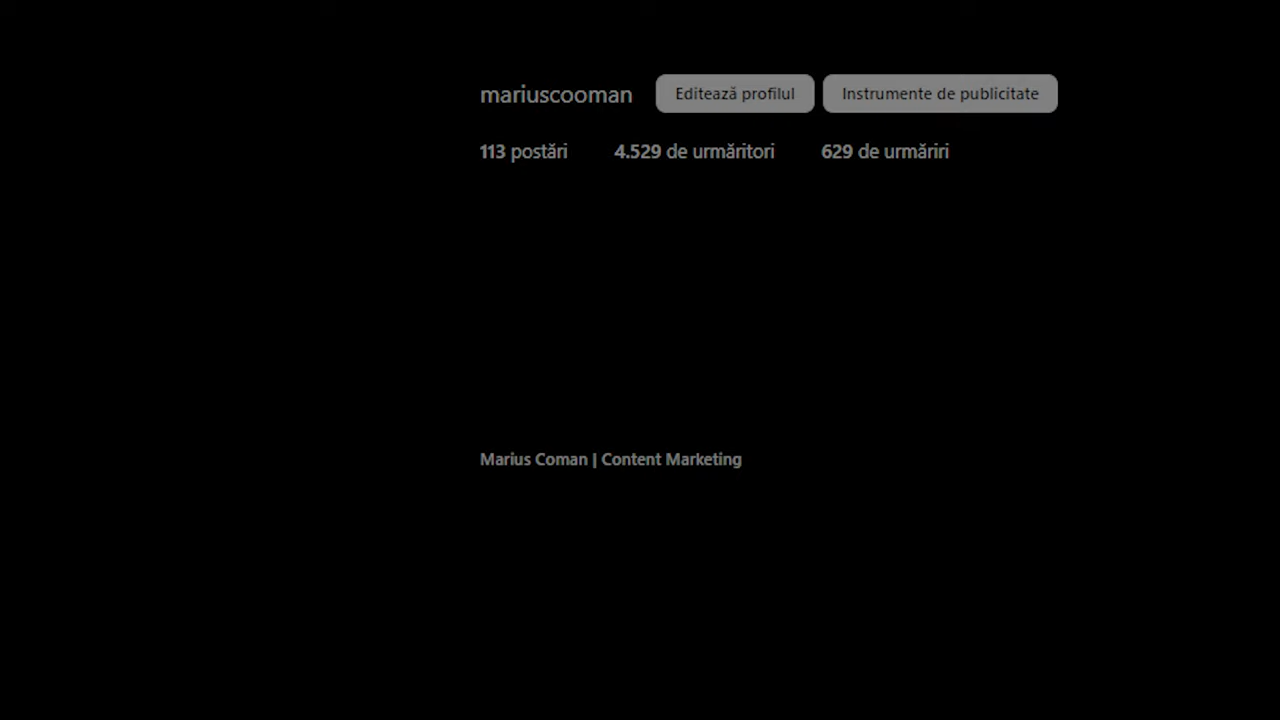 mariuscooman Editează profilul Instrumente de publicitate
113 postări 4.529 de urmăritori 629 de urmăriri
Marius Coman | Content Marketing